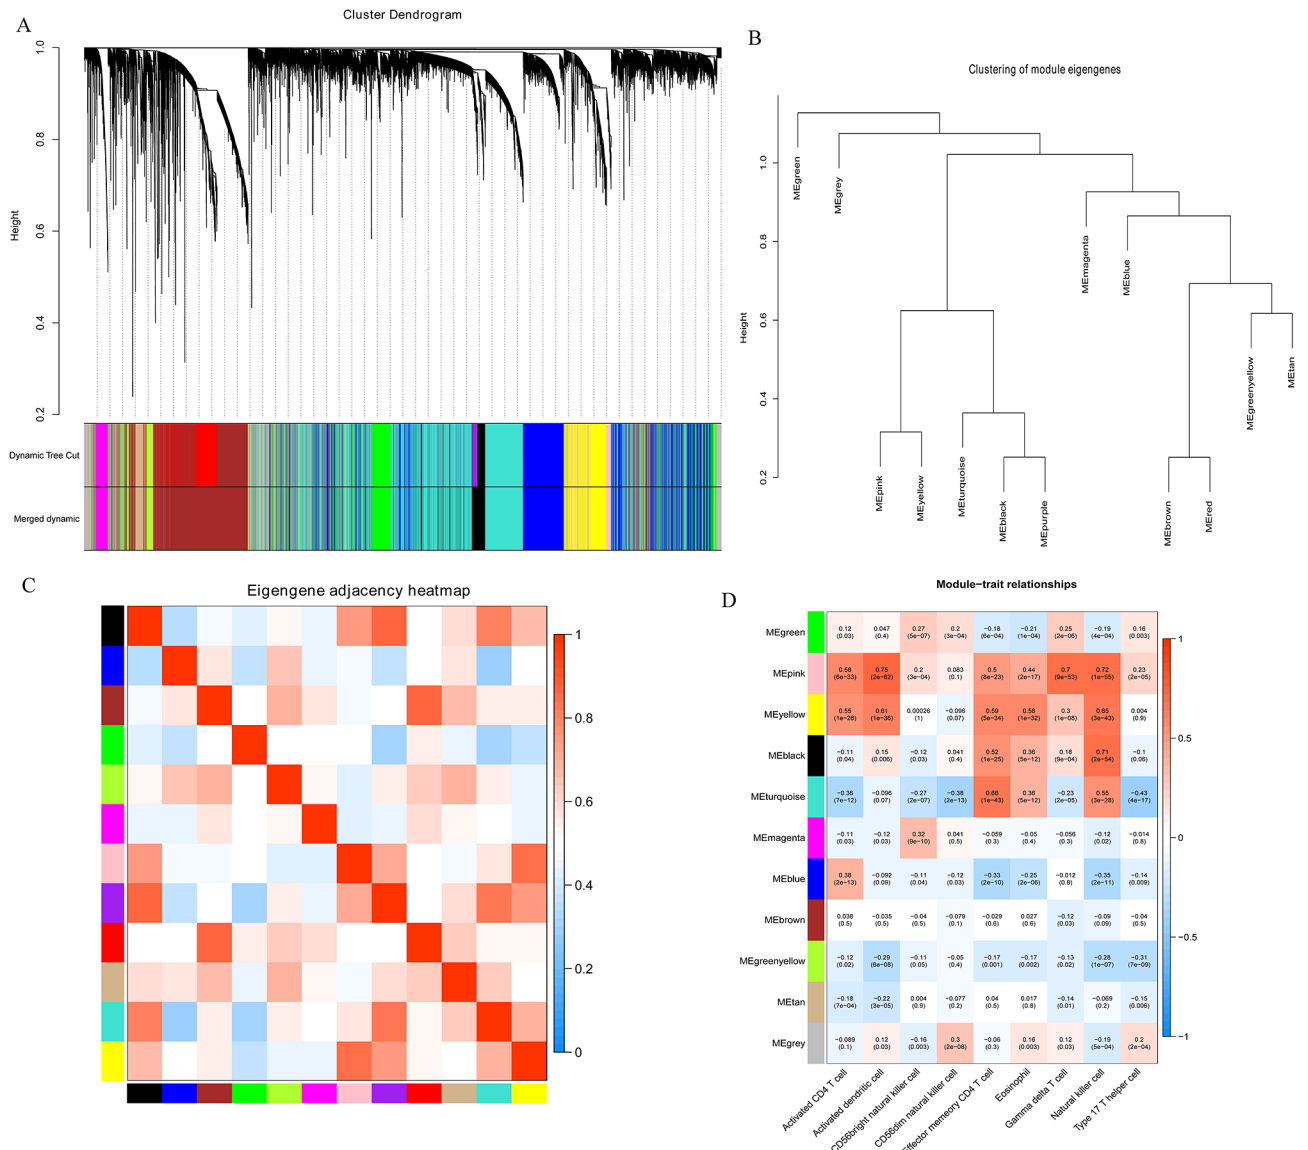 A
Cluster Dendrogram
Height
1.0
0.8
0.6
0.4
0.2
Dynamic Tree Cut
Merged dynamic
B
Clustering of module eigengenes
Height
1.0
0.8
0.6
0.4
0.2
MEgreen
MEgrey
MEpink
MEyellow
MEturquoise
MEblack
MEpurple
MEmagenta
MEblue
MEbrown
MEred
MEgreenyellow
MEtan
C
Eigengene adjacency heatmap
1
0.8
0.6
0.4
0.2
0
D
Module−trait relationships
MEgreen 0.12 0.047 0.27 0.2 −0.18 −0.21 0.25 −0.19 0.16
(0.03) (0.4) (5e−07) (3e−04) (6e−04) (1e−04) (2e−06) (4e−04) (0.003)
MEpink 0.58 0.75 0.2 0.083 0.5 0.44 0.7 0.72 0.23
(6e−33) (2e−62) (3e−04) (0.1) (8e−23) (2e−17) (9e−53) (1e−55) (2e−05)
MEyellow 0.55 0.61 0.00026 −0.096 0.59 0.58 0.3 0.65 0.004
(1e−28) (1e−36) (1) (0.07) (5e−34) (1e−32) (1e−08) (3e−43) (0.9)
MEblack −0.11 0.15 −0.12 0.041 0.52 0.36 0.18 0.71 −0.1
(0.04) (0.006) (0.03) (0.4) (1e−25) (5e−12) (9e−04) (2e−54) (0.06)
MEturquoise −0.36 −0.096 −0.27 −0.38 0.66 0.36 −0.23 0.55 −0.43
(7e−12) (0.07) (2e−07) (2e−13) (1e−43) (5e−12) (2e−05) (3e−28) (4e−17)
MEmagenta −0.11 −0.12 0.32 0.041 −0.059 −0.05 −0.056 −0.12 −0.014
(0.03) (0.03) (9e−10) (0.5) (0.3) (0.4) (0.3) (0.02) (0.8)
MEblue 0.38 −0.092 −0.11 −0.12 −0.33 −0.25 −0.012 −0.35 −0.14
(2e−13) (0.09) (0.04) (0.03) (2e−10) (2e−06) (0.8) (2e−11) (0.009)
MEbrown 0.038 −0.035 −0.04 −0.079 −0.029 0.027 −0.12 −0.09 −0.04
(0.5) (0.5) (0.5) (0.1) (0.6) (0.6) (0.03) (0.09) (0.5)
MEgreenyellow −0.12 −0.29 −0.11 −0.05 −0.17 −0.17 −0.13 −0.28 −0.31
(0.02) (6e−08) (0.05) (0.4) (0.001) (0.002) (0.02) (1e−07) (7e−09)
MEtan −0.18 −0.22 0.004 −0.077 0.04 0.017 −0.14 −0.069 −0.15
(7e−04) (3e−05) (0.9) (0.2) (0.5) (0.8) (0.01) (0.2) (0.006)
MEgrey −0.089 0.12 −0.16 0.3 −0.06 0.16 0.12 −0.19 0.2
(0.1) (0.03) (0.003) (2e−08) (0.3) (0.003) (0.03) (5e−04) (2e−04)
1
0.5
0
−0.5
−1
Activated CD4 T cell
Activated dendritic cell
CD56bright natural killer cell
CD56dim natural killer cell
Effector memeory CD4 T cell
Eosinophil
Gamma delta T cell
Natural killer cell
Type 17 T helper cell